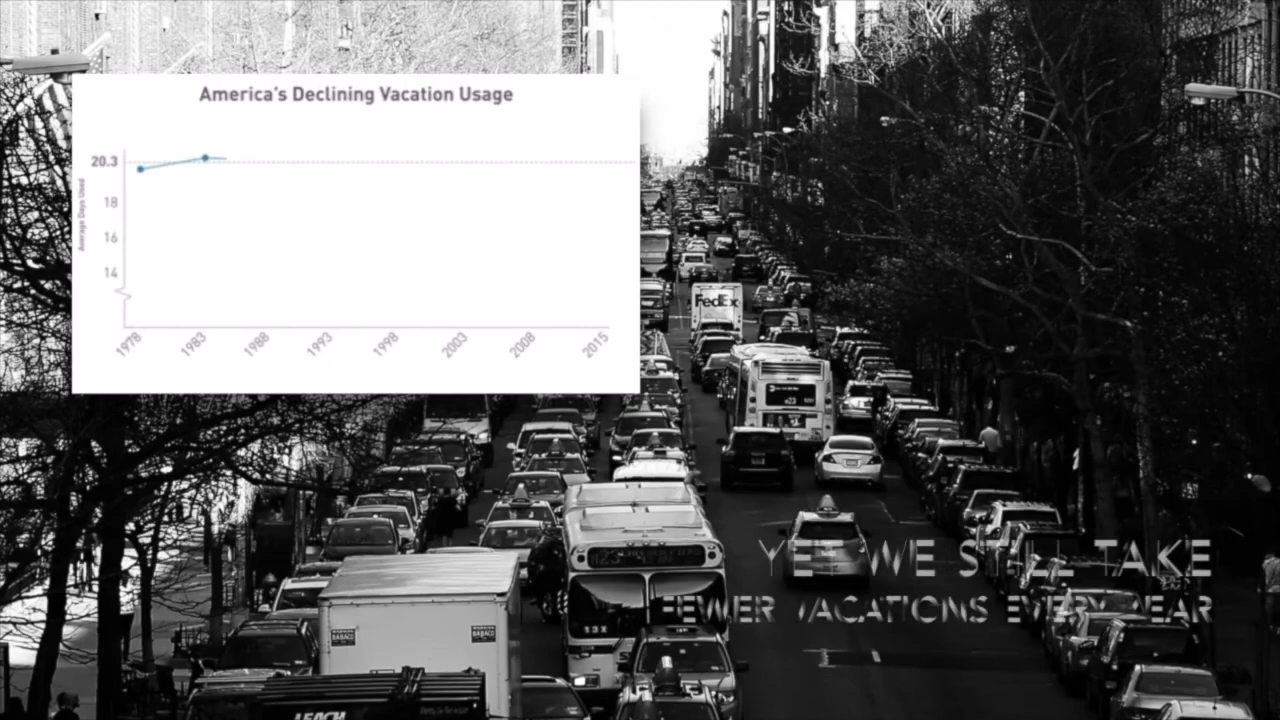 America's Declining Vacation Usage
20.3
18
16
14
Average Days Used
1978 1983 1988 1993 1998 2003 2008 2015
FedEx
YET WE STILL TAKE
FEWER VACATIONS EVERY YEAR
LEACH